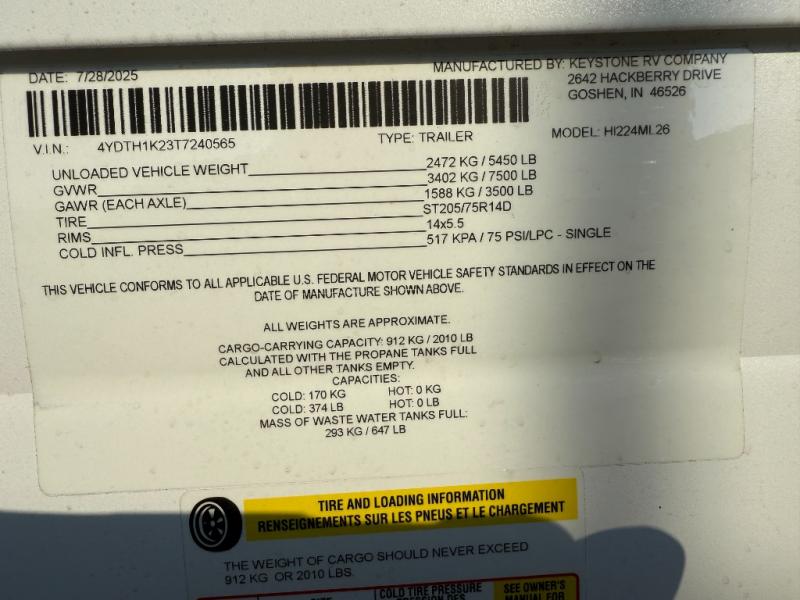 DATE: 7/28/2025
MANUFACTURED BY: KEYSTONE RV COMPANY
2642 HACKBERRY DRIVE
GOSHEN, IN 46526
V.I.N.: 4YDTH1K23T7240565 TYPE: TRAILER MODEL: HI224ML26
UNLOADED VEHICLE WEIGHT 2472 KG / 5450 LB
GVWR 3402 KG / 7500 LB
GAWR (EACH AXLE) 1588 KG / 3500 LB
TIRE ST205/75R14D
RIMS 14x5.5
COLD INFL. PRESS 517 KPA / 75 PSI/LPC - SINGLE
THIS VEHICLE CONFORMS TO ALL APPLICABLE U.S. FEDERAL MOTOR VEHICLE SAFETY STANDARDS IN EFFECT ON THE
DATE OF MANUFACTURE SHOWN ABOVE.
ALL WEIGHTS ARE APPROXIMATE.
CARGO-CARRYING CAPACITY: 912 KG / 2010 LB
CALCULATED WITH THE PROPANE TANKS FULL
AND ALL OTHER TANKS EMPTY.
CAPACITIES:
COLD: 170 KG HOT: 0 KG
COLD: 374 LB HOT: 0 LB
MASS OF WASTE WATER TANKS FULL:
293 KG / 647 LB
TIRE AND LOADING INFORMATION
RENSEIGNEMENTS SUR LES PNEUS ET LE CHARGEMENT
THE WEIGHT OF CARGO SHOULD NEVER EXCEED
912 KG OR 2010 LBS.
COLD TIRE PRESSURE SEE OWNER'S
MANUAL FOR